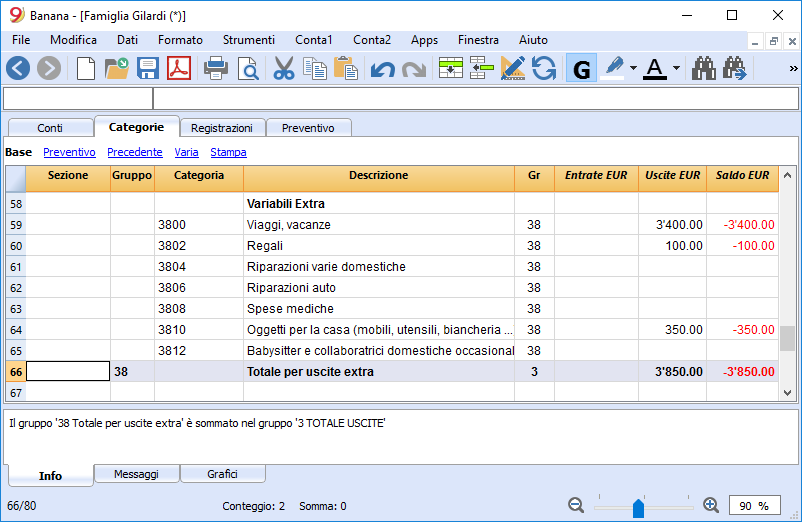 Banana - [Famiglia Gilardi (*)]
File Modifica Dati Formato Strumenti Conta1 Conta2 Apps Finestra Aiuto
G A »
Conti Categorie Registrazioni Preventivo
Base Preventivo Precedente Varia Stampa
Sezione Gruppo Categoria Descrizione Gr Entrate EUR Uscite EUR Saldo EUR
58 Variabili Extra
59 3800 Viaggi, vacanze 38 3'400.00 -3'400.00
60 3802 Regali 38 100.00 -100.00
61 3804 Riparazioni varie domestiche 38
62 3806 Riparazioni auto 38
63 3808 Spese mediche 38
64 3810 Oggetti per la casa (mobili, utensili, biancheria ... 38 350.00 -350.00
65 3812 Babysitter e collaboratrici domestiche occasional 38
66 38 Totale per uscite extra 3 3'850.00 -3'850.00
67
Il gruppo '38 Totale per uscite extra' è sommato nel gruppo '3 TOTALE USCITE'
Info Messaggi Grafici
66/80 Conteggio: 2 Somma: 0 90 %